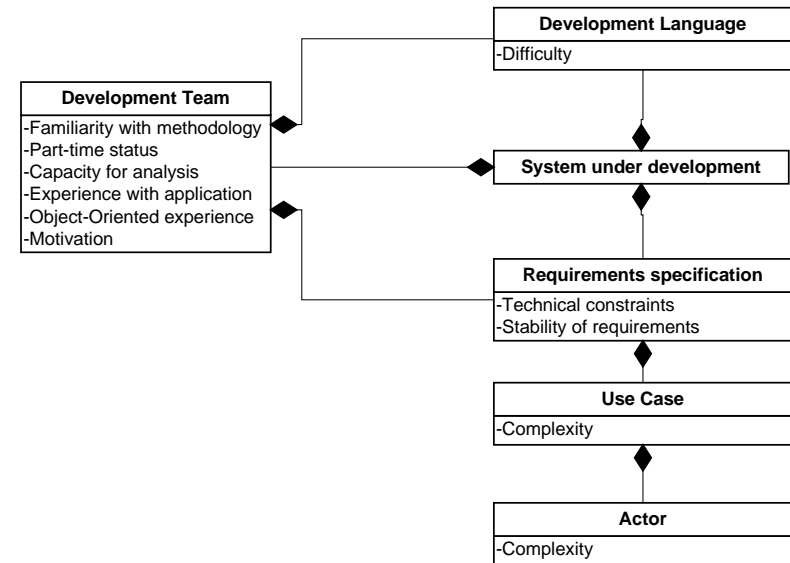 Development Language
-Difficulty
Development Team
-Familiarity with methodology
-Part-time status
-Capacity for analysis
-Experience with application
-Object-Oriented experience
-Motivation
System under development
Requirements specification
-Technical constraints
-Stability of requirements
Use Case
-Complexity
Actor
-Complexity